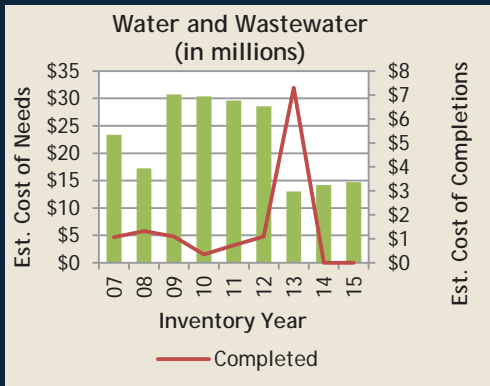 Water and Wastewater
(in millions)
Est. Cost of Needs
$35
$30
$25
$20
$15
$10
$5
$0
$8
$7
$6
$5
$4
$3
$2
$1
$0
Est. Cost of Completions
07 08 09 10 11 12 13 14 15
Inventory Year
Completed